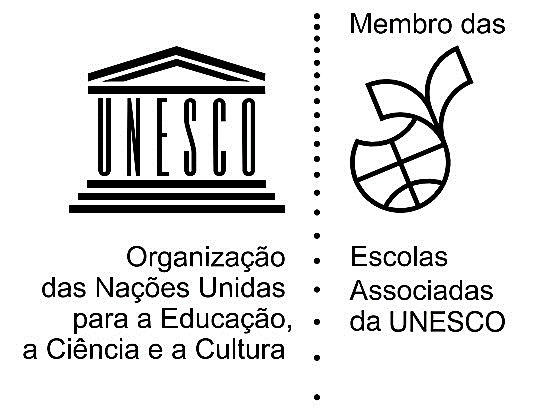 UNESCO
Organização
das Nações Unidas
para a Educação,
a Ciência e a Cultura
Membro das
Escolas
Associadas
da UNESCO